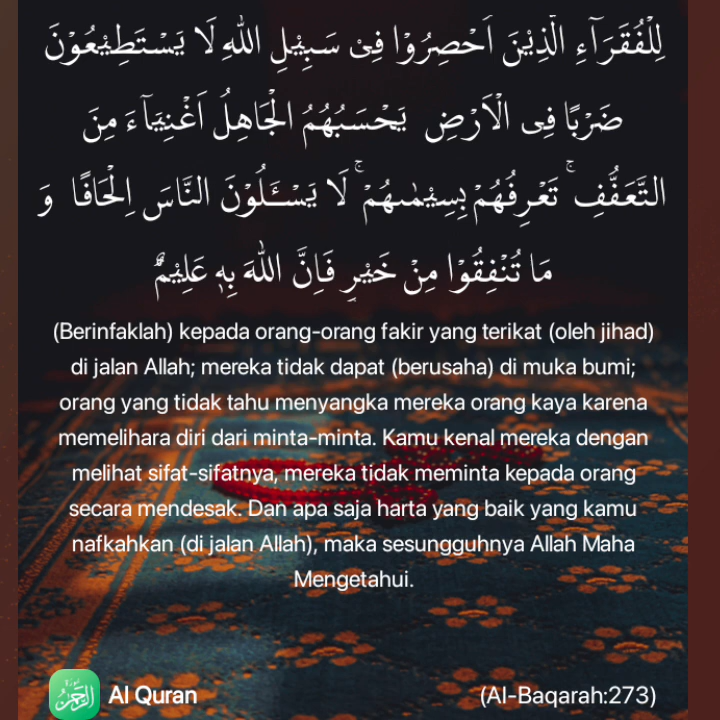 لِلْفُقَرَآءِ الَّذِيْنَ اُحْصِرُوْا فِيْ سَبِيْلِ اللّٰهِ لَا يَسْتَطِيْعُوْنَ
ضَرْبًا فِى الْاَرْضِ يَحْسَبُهُمُ الْجَاهِلُ اَغْنِيَآءَ مِنَ
التَّعَفُّفِۚ تَعْرِفُهُمْ بِسِيْمٰىهُمْۚ لَا يَسْـَٔلُوْنَ النَّاسَ اِلْحَافًا وَ
مَا تُنْفِقُوْا مِنْ خَيْرٍ فَاِنَّ اللّٰهَ بِهٖ عَلِيْمٌ
(Berinfaklah) kepada orang-orang fakir yang terikat (oleh jihad)
di jalan Allah; mereka tidak dapat (berusaha) di muka bumi;
orang yang tidak tahu menyangka mereka orang kaya karena
memelihara diri dari minta-minta. Kamu kenal mereka dengan
melihat sifat-sifatnya, mereka tidak meminta kepada orang
secara mendesak. Dan apa saja harta yang baik yang kamu
nafkahkan (di jalan Allah), maka sesungguhnya Allah Maha
Mengetahui.
Al Quran
(Al-Baqarah:273)